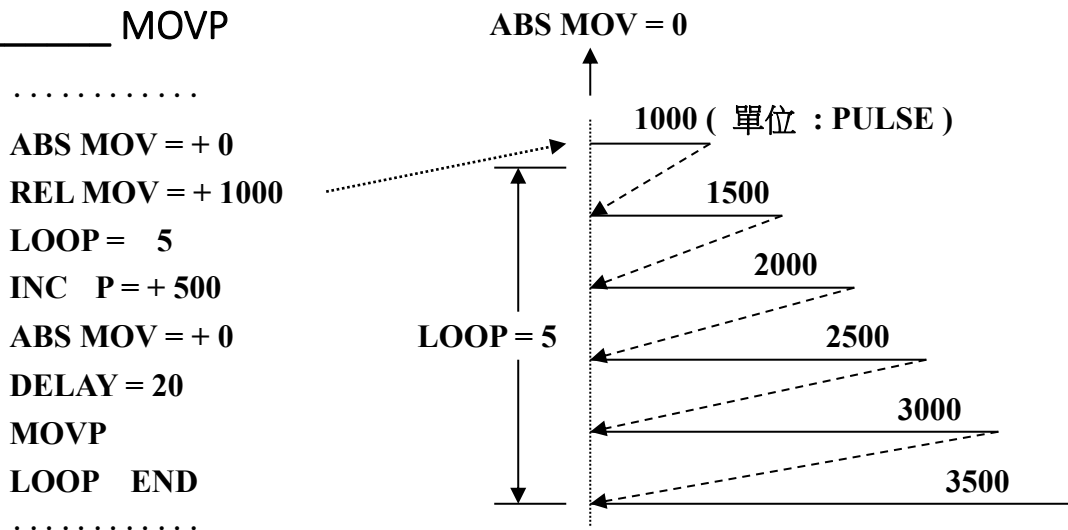 ______ MOVP
............
ABS MOV = + 0
REL MOV = + 1000
LOOP = 5
INC P = + 500
ABS MOV = + 0
DELAY = 20
MOVP
LOOP END
............
ABS MOV = 0
1000 ( 單位 : PULSE )
1500
2000
LOOP = 5
2500
3000
3500